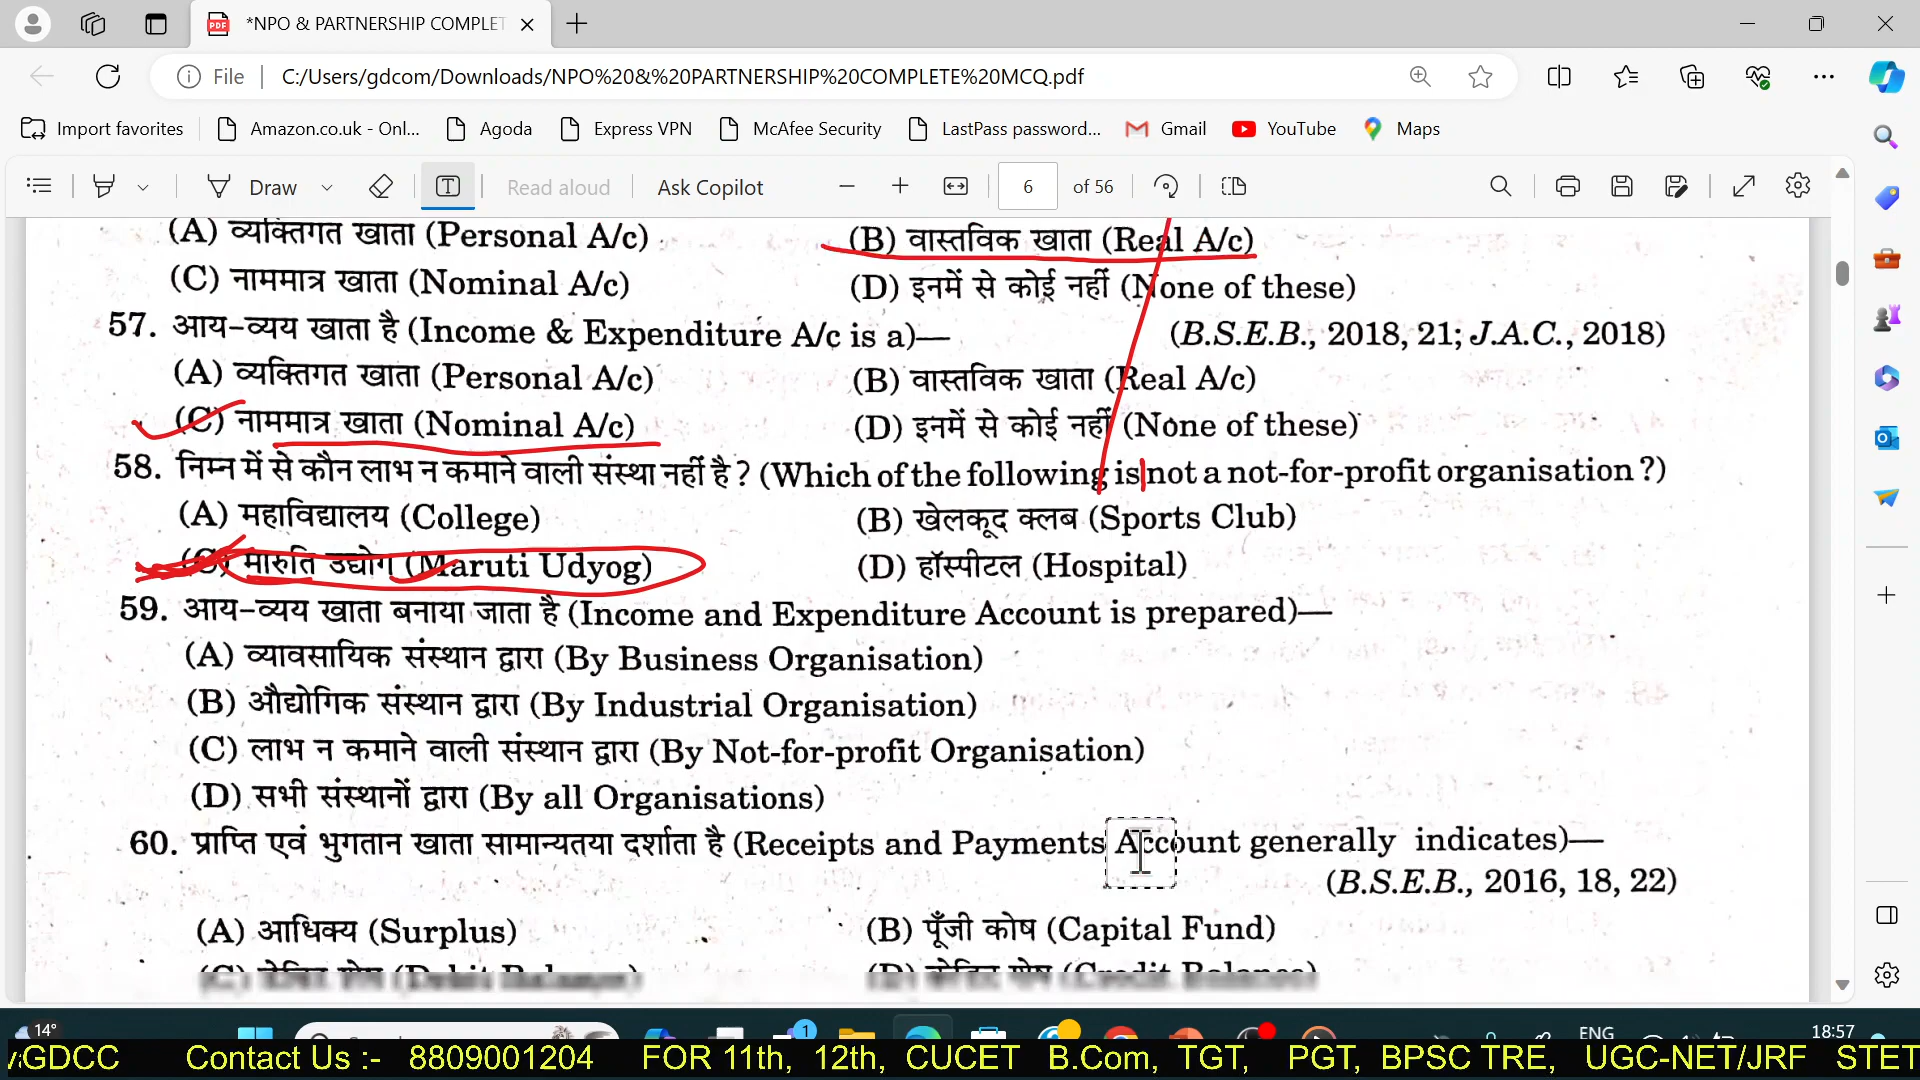 *NPO & PARTNERSHIP COMPLET
File C:/Users/gdcom/Downloads/NPO%20&%20PARTNERSHIP%20COMPLETE%20MCQ.pdf
Import favorites Amazon.co.uk - Onl... Agoda Express VPN McAfee Security LastPass password... Gmail YouTube Maps
Draw Read aloud Ask Copilot 6 of 56
(A) व्यक्तिगत खाता (Personal A/c) (B) वास्तविक खाता (Real A/c)
(C) नाममात्र खाता (Nominal A/c) (D) इनमें से कोई नहीं (None of these)
57. आय-व्यय खाता है (Income & Expenditure A/c is a)— (B.S.E.B., 2018, 21; J.A.C., 2018)
(A) व्यक्तिगत खाता (Personal A/c) (B) वास्तविक खाता (Real A/c)
(C) नाममात्र खाता (Nominal A/c) (D) इनमें से कोई नहीं (None of these)
58. निम्न में से कौन लाभ न कमाने वाली संस्था नहीं है ? (Which of the following is not a not-for-profit organisation ?)
(A) महाविद्यालय (College) (B) खेलकूद क्लब (Sports Club)
(C) मारुति उद्योग (Maruti Udyog) (D) हॉस्पीटल (Hospital)
59. आय-व्यय खाता बनाया जाता है (Income and Expenditure Account is prepared)—
(A) व्यावसायिक संस्थान द्वारा (By Business Organisation)
(B) औद्योगिक संस्थान द्वारा (By Industrial Organisation)
(C) लाभ न कमाने वाली संस्थान द्वारा (By Not-for-profit Organisation)
(D) सभी संस्थानों द्वारा (By all Organisations)
60. प्राप्ति एवं भुगतान खाता सामान्यतया दर्शाता है (Receipts and Payments Account generally indicates)—
(B.S.E.B., 2016, 18, 22)
(A) आधिक्य (Surplus) (B) पूँजी कोष (Capital Fund)
(Debit Balance) (Credit Balance)
14° 1 ENG 18:57
GDCC Contact Us :- 8809001204 FOR 11th, 12th, CUCET B.Com, TGT, PGT, BPSC TRE, UGC-NET/JRF STET